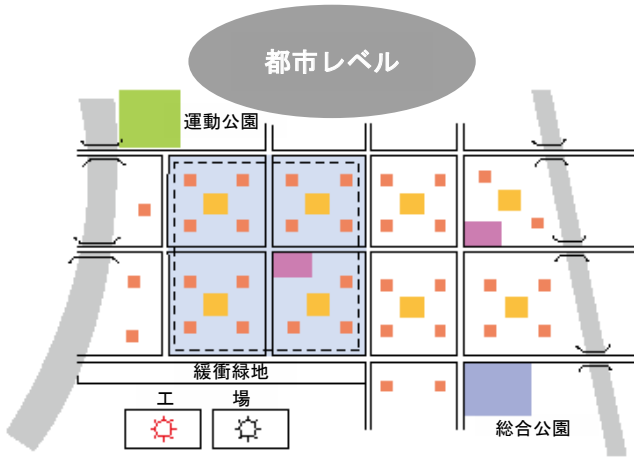 都市レベル
運動公園
緩衝緑地
工場
総合公園